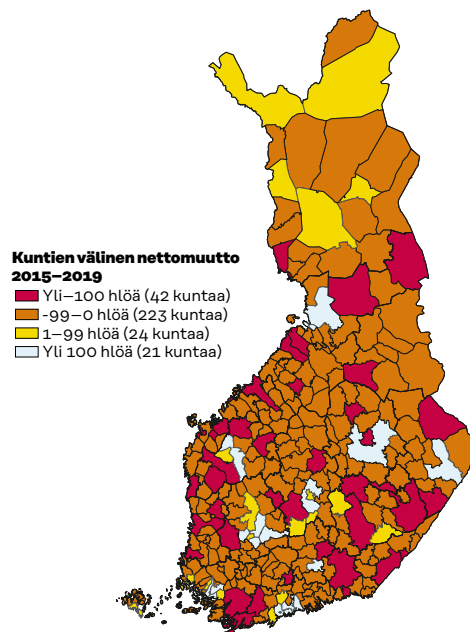 Kuntien välinen nettomuutto
2015–2019
Yli–100 hlöä (42 kuntaa)
-99–0 hlöä (223 kuntaa)
1–99 hlöä (24 kuntaa)
Yli 100 hlöä (21 kuntaa)